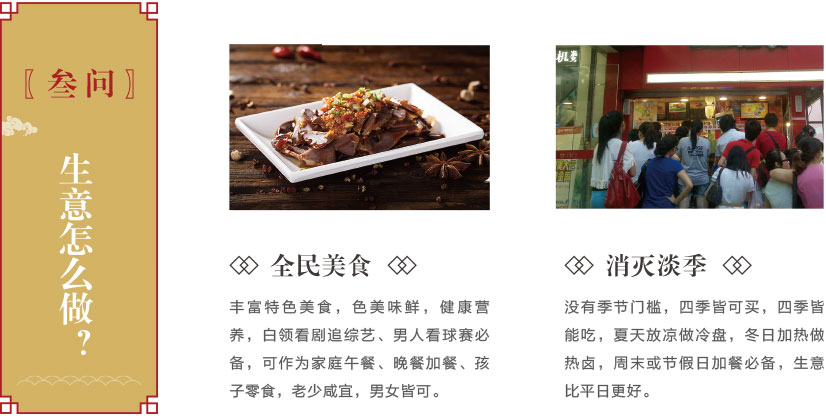 〖叁问〗
生意怎么做？
全民美食
丰富特色美食，色美味鲜，健康营
养，白领看剧追综艺、男人看球赛必
备，可作为家庭午餐、晚餐加餐、孩
子零食，老少咸宜，男女皆可。
消灭淡季
没有季节门槛，四季皆可买，四季皆
能吃，夏天放凉做冷盘，冬日加热做
热卤，周末或节假日加餐必备，生意
比平日更好。